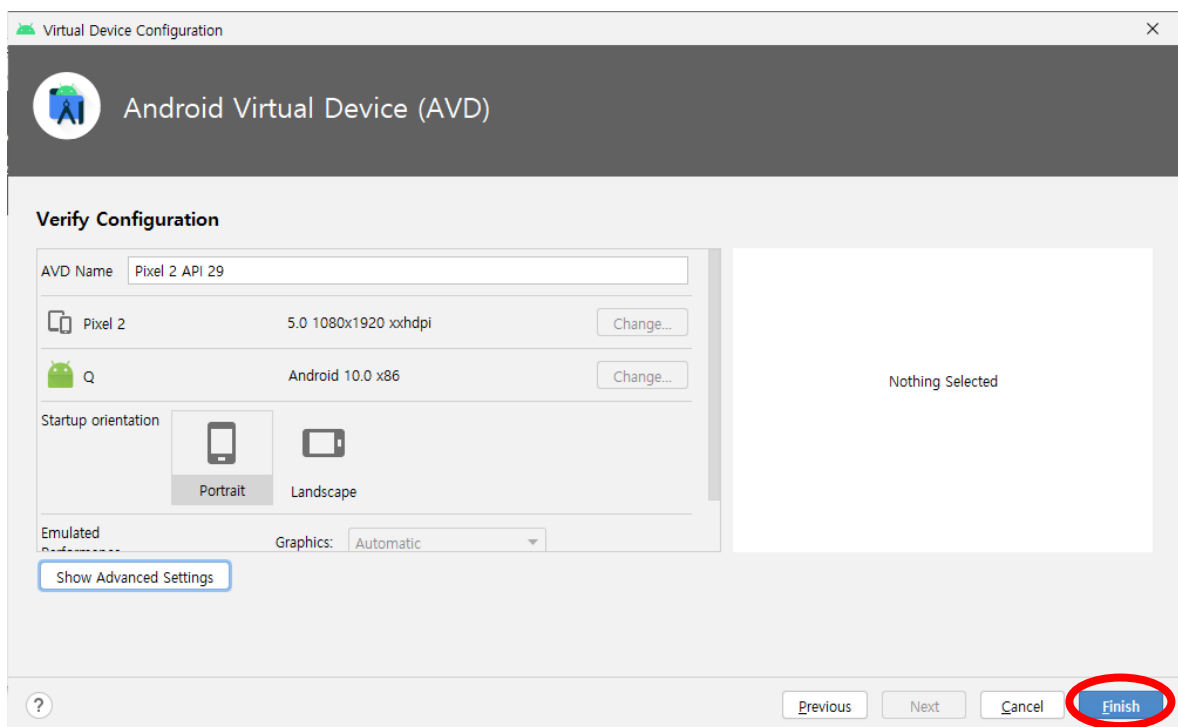 Virtual Device Configuration
Android Virtual Device (AVD)
Verify Configuration
AVD Name Pixel 2 API 29
Pixel 2 5.0 1080x1920 xxhdpi Change...
Q Android 10.0 x86 Change...
Startup orientation
Portrait Landscape
Emulated
Performance Graphics: Automatic
Nothing Selected
Show Advanced Settings
? Previous Next Cancel Finish